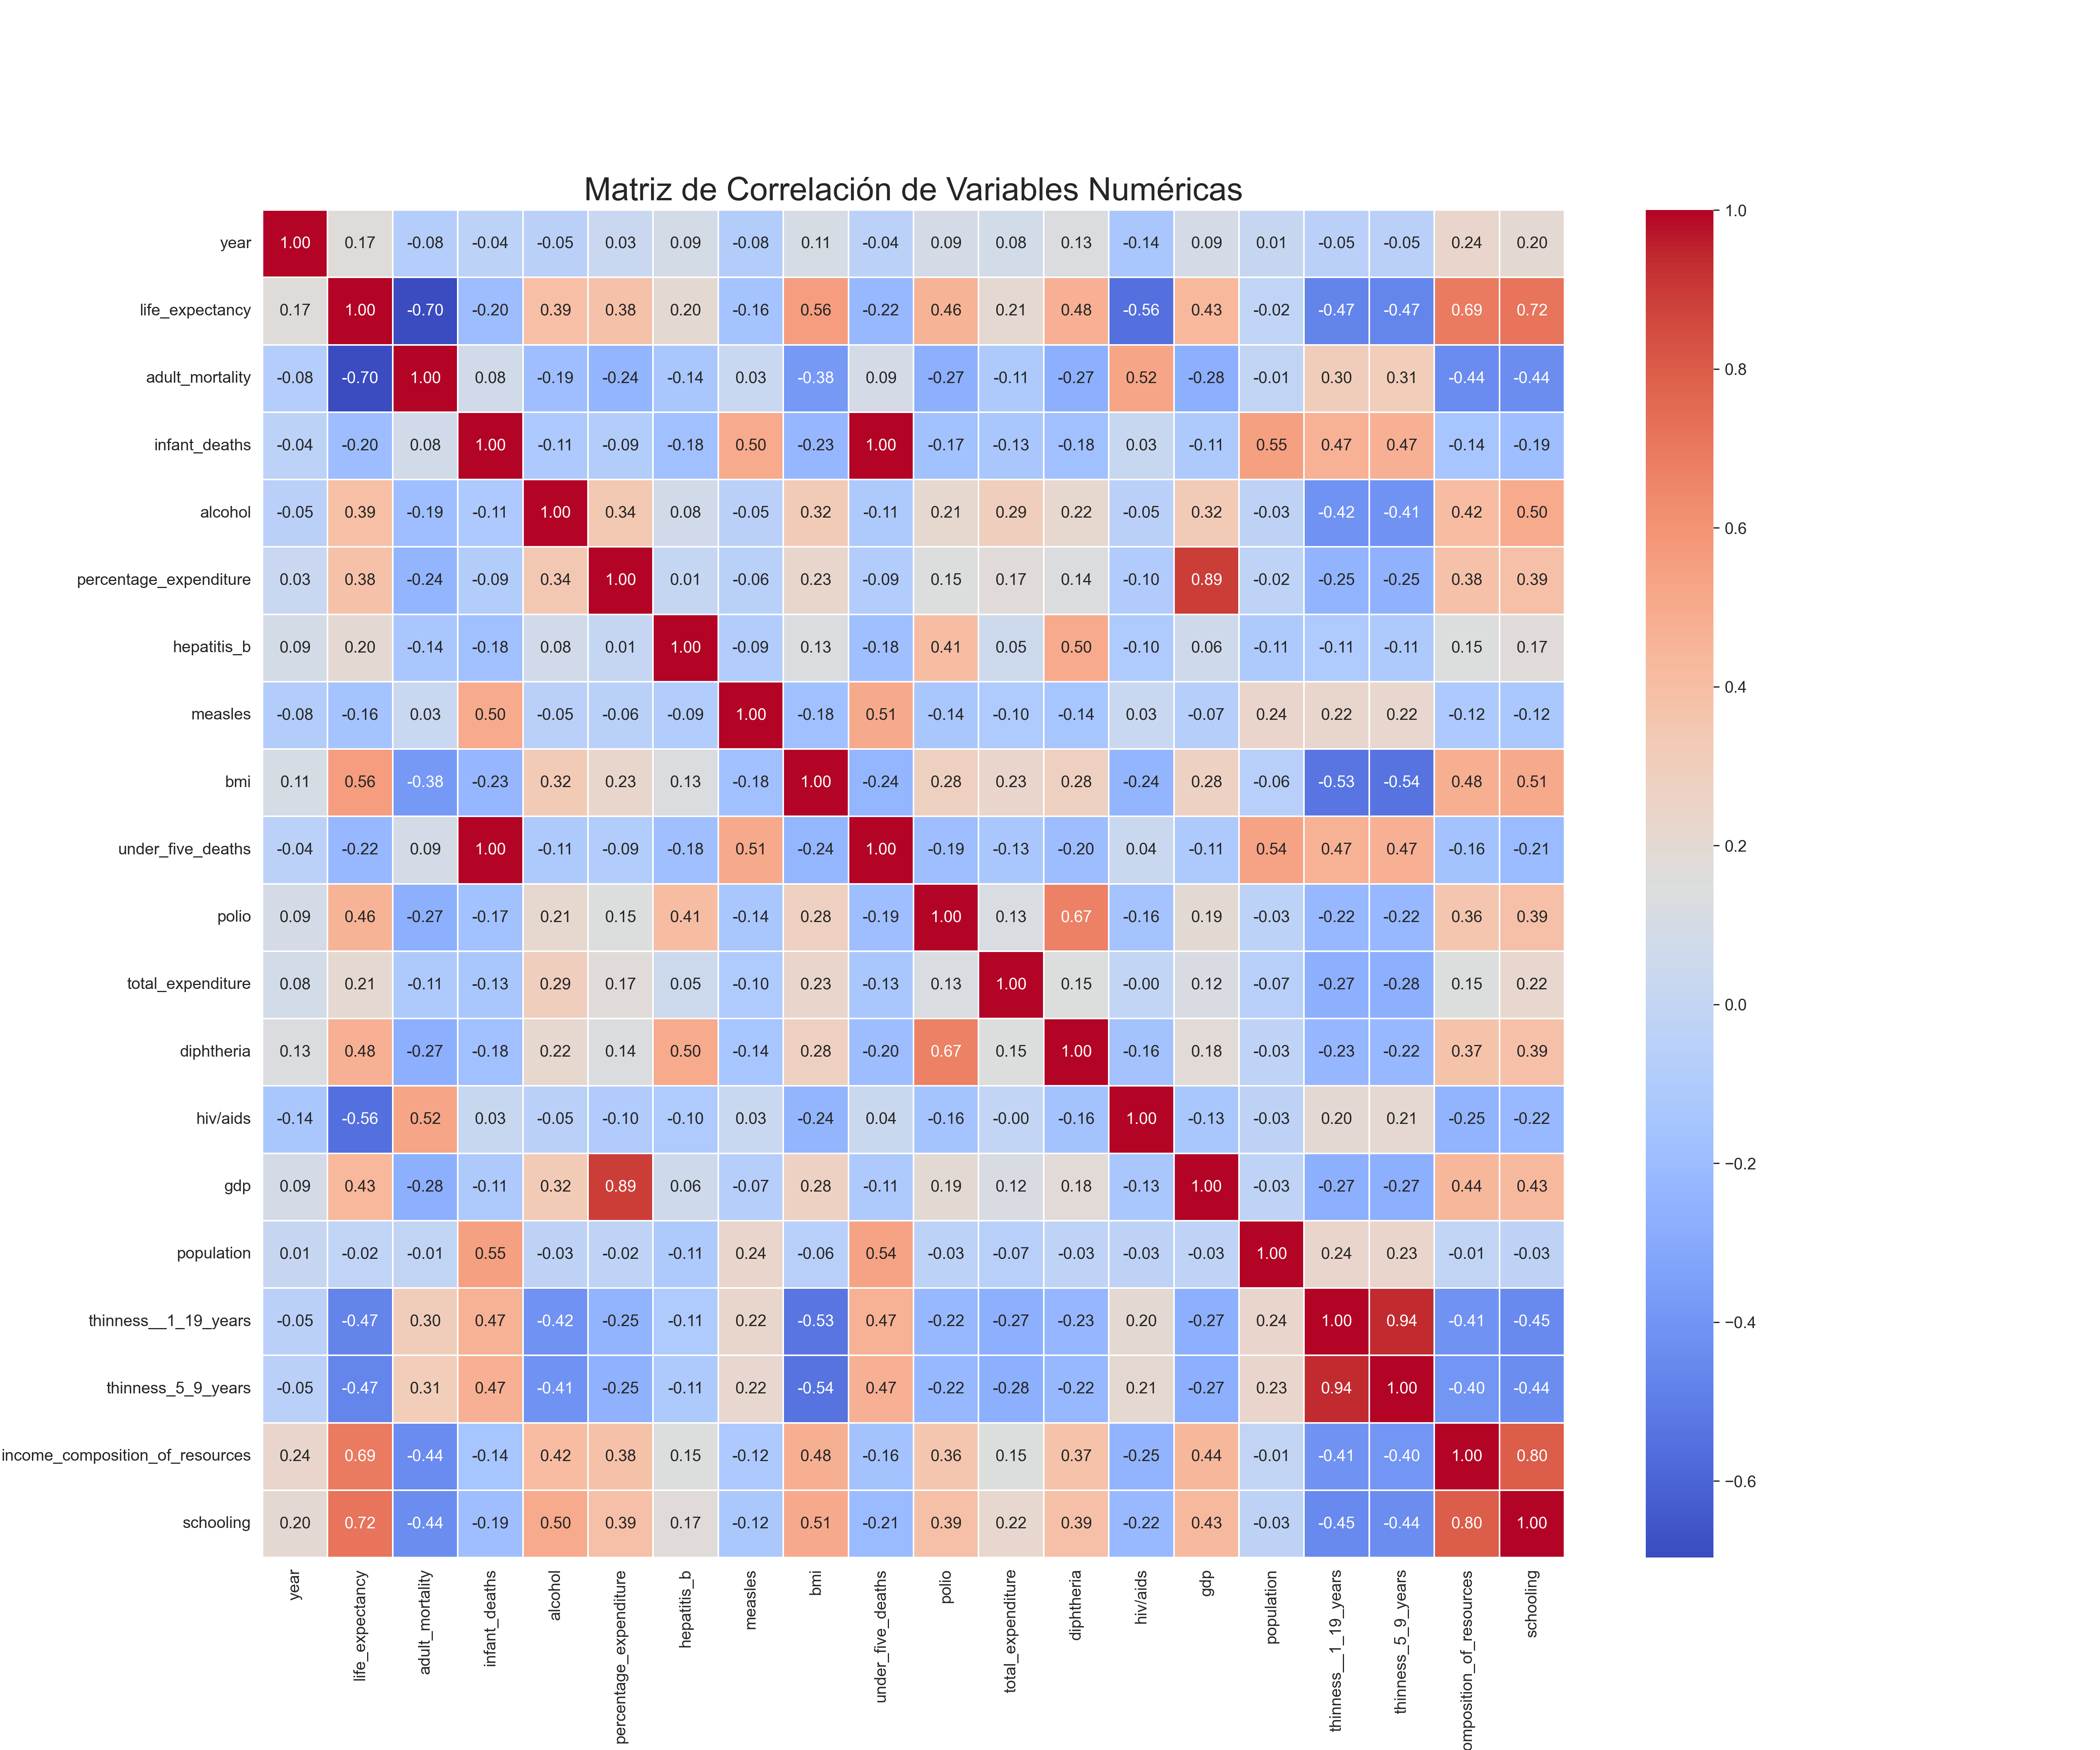 Matriz de Correlación de Variables Numéricas
year 1.00 0.17 -0.08 -0.04 -0.05 0.03 0.09 -0.08 0.11 -0.04 0.09 0.08 0.13 -0.14 0.09 0.01 -0.05 -0.05 0.24 0.20
life_expectancy 0.17 1.00 -0.70 -0.20 0.39 0.38 0.20 -0.16 0.56 -0.22 0.46 0.21 0.48 -0.56 0.43 -0.02 -0.47 -0.47 0.69 0.72
adult_mortality -0.08 -0.70 1.00 0.08 -0.19 -0.24 -0.14 0.03 -0.38 0.09 -0.27 -0.11 -0.27 0.52 -0.28 -0.01 0.30 0.31 -0.44 -0.44
infant_deaths -0.04 -0.20 0.08 1.00 -0.11 -0.09 -0.18 0.50 -0.23 1.00 -0.17 -0.13 -0.18 0.03 -0.11 0.55 0.47 0.47 -0.14 -0.19
alcohol -0.05 0.39 -0.19 -0.11 1.00 0.34 0.08 -0.05 0.32 -0.11 0.21 0.29 0.22 -0.05 0.32 -0.03 -0.42 -0.41 0.42 0.50
percentage_expenditure 0.03 0.38 -0.24 -0.09 0.34 1.00 0.01 -0.06 0.23 -0.09 0.15 0.17 0.14 -0.10 0.89 -0.02 -0.25 -0.25 0.38 0.39
hepatitis_b 0.09 0.20 -0.14 -0.18 0.08 0.01 1.00 -0.09 0.13 -0.18 0.41 0.05 0.50 -0.10 0.06 -0.11 -0.11 -0.11 0.15 0.17
measles -0.08 -0.16 0.03 0.50 -0.05 -0.06 -0.09 1.00 -0.18 0.51 -0.14 -0.10 -0.14 0.03 -0.07 0.24 0.22 0.22 -0.12 -0.12
bmi 0.11 0.56 -0.38 -0.23 0.32 0.23 0.13 -0.18 1.00 -0.24 0.28 0.23 0.28 -0.24 0.28 -0.06 -0.53 -0.54 0.48 0.51
under_five_deaths -0.04 -0.22 0.09 1.00 -0.11 -0.09 -0.18 0.51 -0.24 1.00 -0.19 -0.13 -0.20 0.04 -0.11 0.54 0.47 0.47 -0.16 -0.21
polio 0.09 0.46 -0.27 -0.17 0.21 0.15 0.41 -0.14 0.28 -0.19 1.00 0.13 0.67 -0.16 0.19 -0.03 -0.22 -0.22 0.36 0.39
total_expenditure 0.08 0.21 -0.11 -0.13 0.29 0.17 0.05 -0.10 0.23 -0.13 0.13 1.00 0.15 -0.00 0.12 -0.07 -0.27 -0.28 0.15 0.22
diphtheria 0.13 0.48 -0.27 -0.18 0.22 0.14 0.50 -0.14 0.28 -0.20 0.67 0.15 1.00 -0.16 0.18 -0.03 -0.23 -0.22 0.37 0.39
hiv/aids -0.14 -0.56 0.52 0.03 -0.05 -0.10 -0.10 0.03 -0.24 0.04 -0.16 -0.00 -0.16 1.00 -0.13 -0.03 0.20 0.21 -0.25 -0.22
gdp 0.09 0.43 -0.28 -0.11 0.32 0.89 0.06 -0.07 0.28 -0.11 0.19 0.12 0.18 -0.13 1.00 -0.03 -0.27 -0.27 0.44 0.43
population 0.01 -0.02 -0.01 0.55 -0.03 -0.02 -0.11 0.24 -0.06 0.54 -0.03 -0.07 -0.03 -0.03 -0.03 1.00 0.24 0.23 -0.01 -0.03
thinness__1_19_years -0.05 -0.47 0.30 0.47 -0.42 -0.25 -0.11 0.22 -0.53 0.47 -0.22 -0.27 -0.23 0.20 -0.27 0.24 1.00 0.94 -0.41 -0.45
thinness_5_9_years -0.05 -0.47 0.31 0.47 -0.41 -0.25 -0.11 0.22 -0.54 0.47 -0.22 -0.28 -0.22 0.21 -0.27 0.23 0.94 1.00 -0.40 -0.44
income_composition_of_resources 0.24 0.69 -0.44 -0.14 0.42 0.38 0.15 -0.12 0.48 -0.16 0.36 0.15 0.37 -0.25 0.44 -0.01 -0.41 -0.40 1.00 0.80
schooling 0.20 0.72 -0.44 -0.19 0.50 0.39 0.17 -0.12 0.51 -0.21 0.39 0.22 0.39 -0.22 0.43 -0.03 -0.45 -0.44 0.80 1.00
year
life_expectancy
adult_mortality
infant_deaths
alcohol
percentage_expenditure
hepatitis_b
measles
bmi
under_five_deaths
polio
total_expenditure
diphtheria
hiv/aids
gdp
population
thinness__1_19_years
thinness_5_9_years
omposition_of_resources
schooling
1.0
0.8
0.6
0.4
0.2
0.0
−0.2
−0.4
−0.6